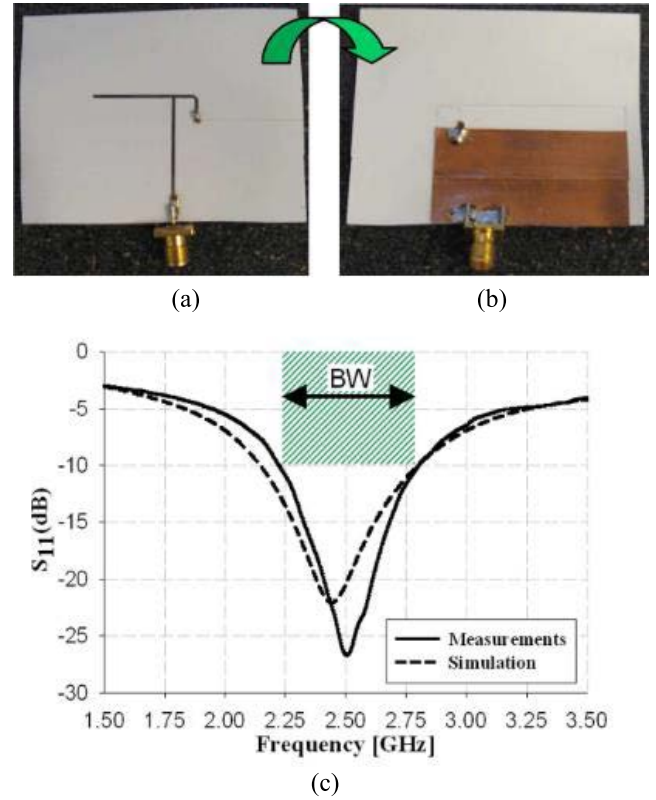 (a) (b)
0
-5
-10
-15
-20
-25
-30
S11(dB)
BW
Measurements
Simulation
1.50 1.75 2.00 2.25 2.50 2.75 3.00 3.25 3.50
Frequency [GHz]
(c)